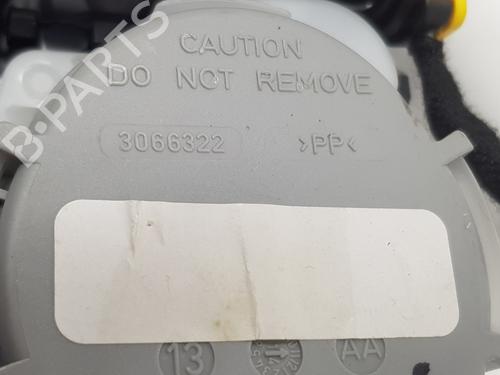 CAUTION
DO NOT REMOVE
3066322 >PP<
13 AA
B-PARTS